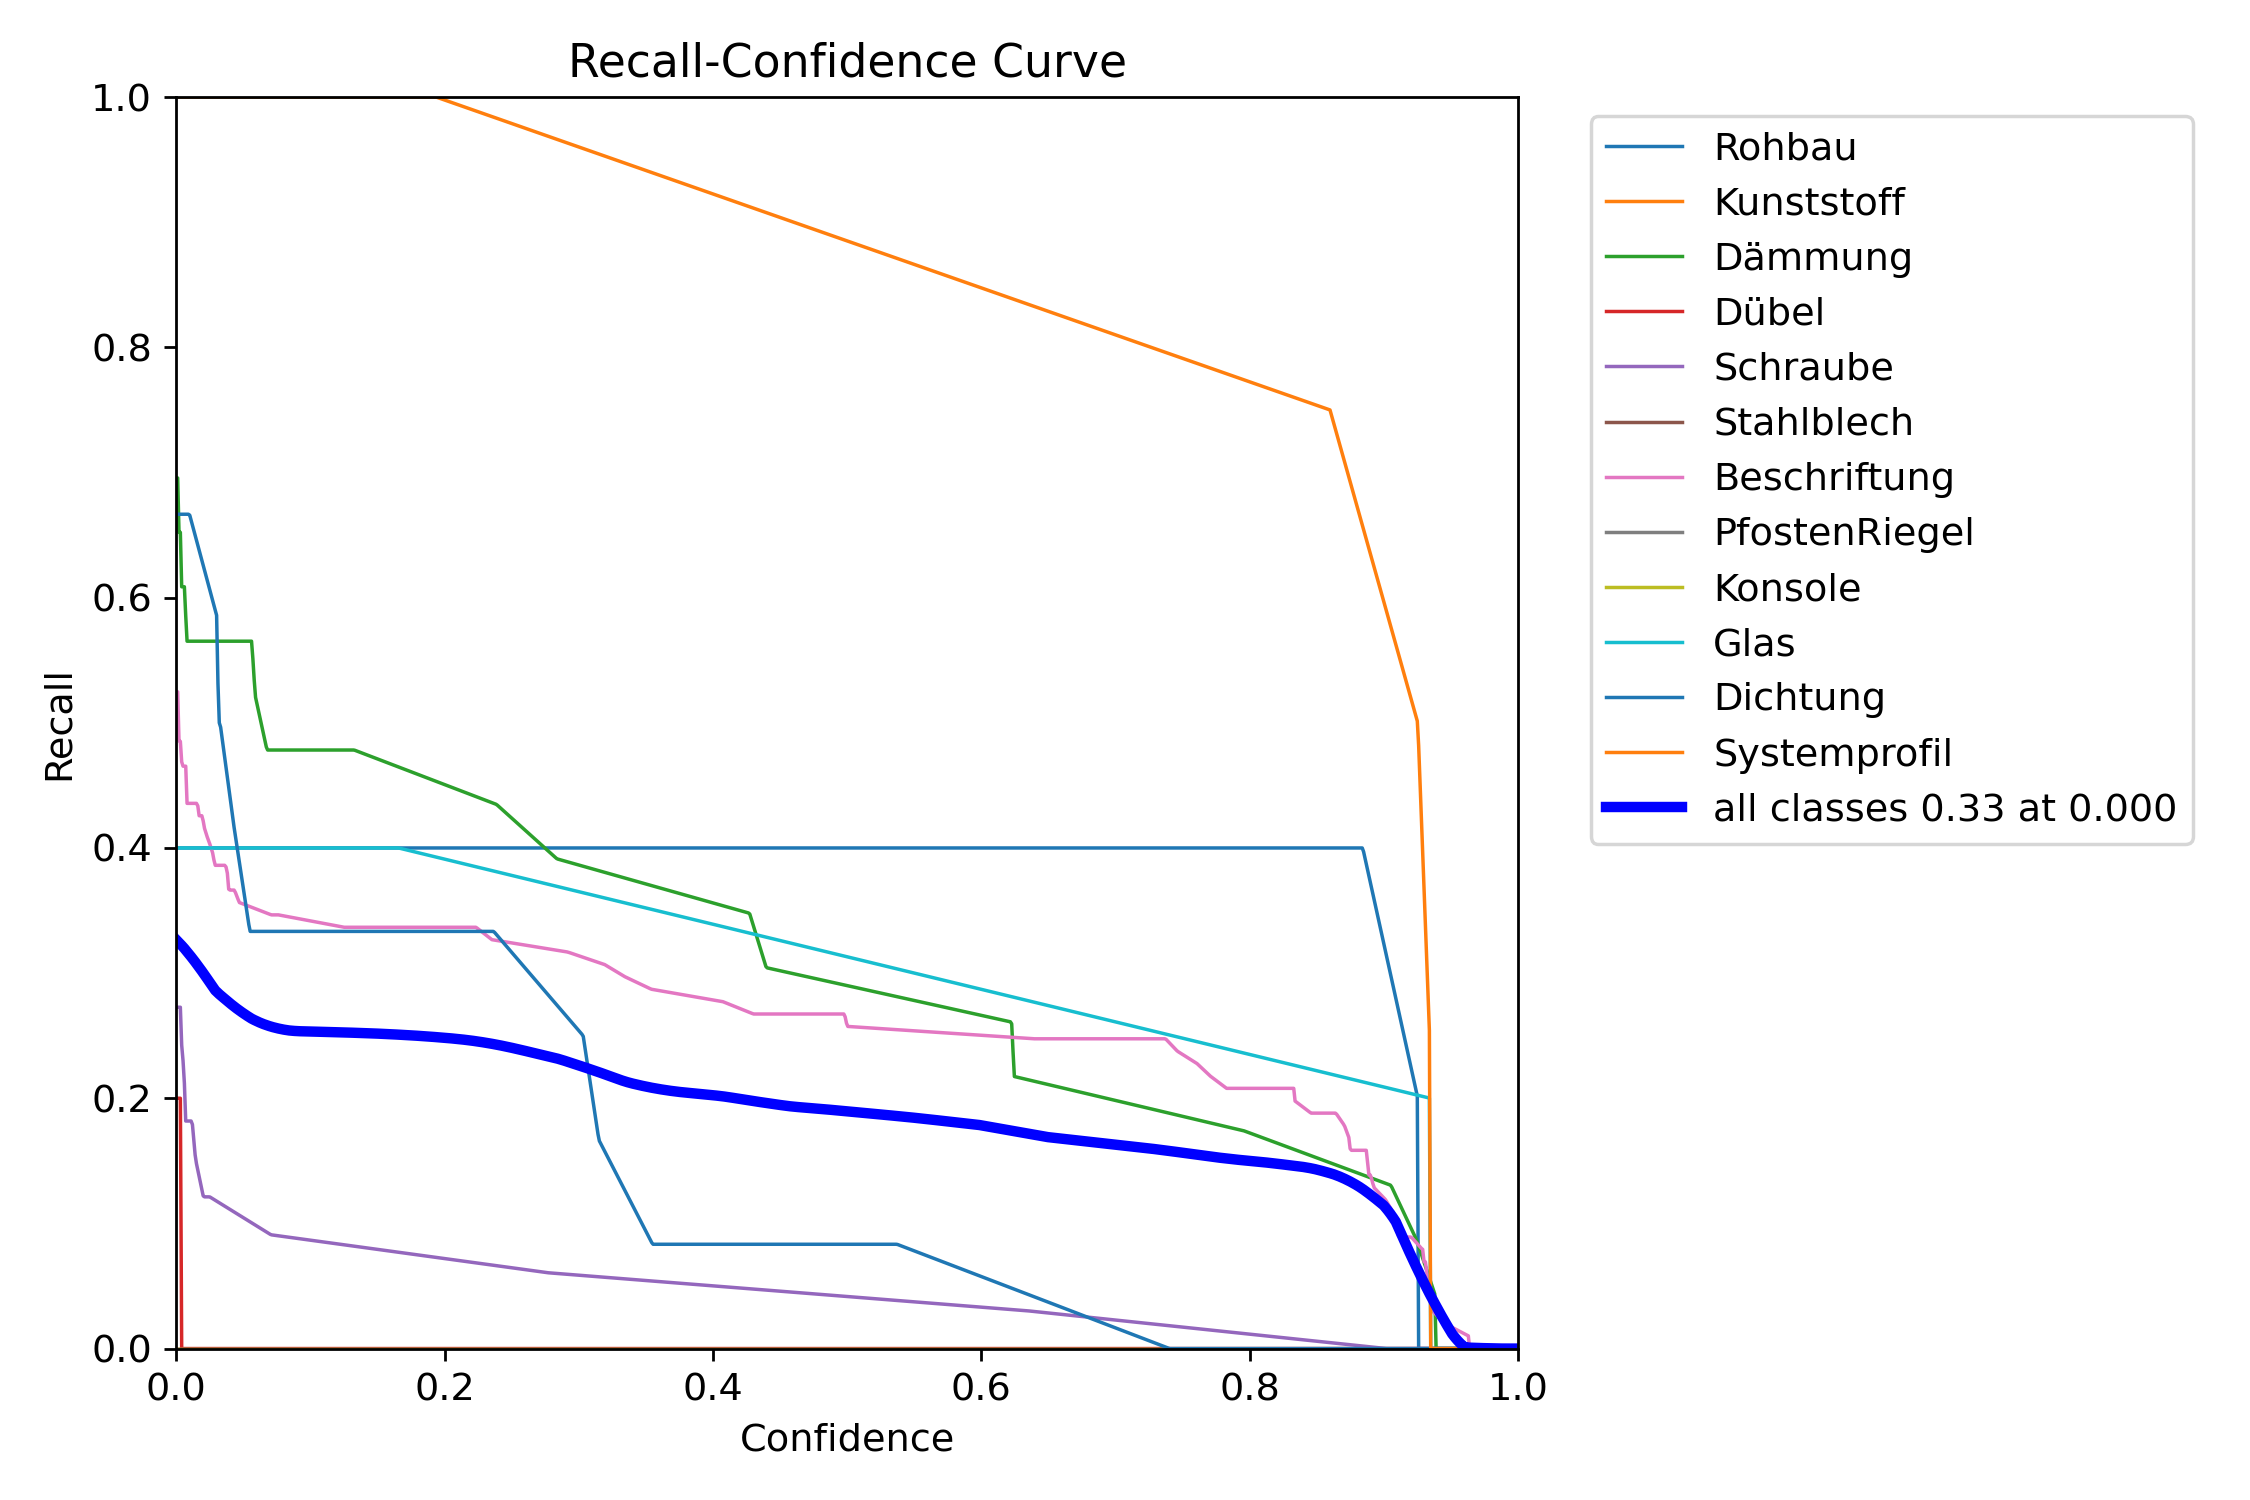 Recall-Confidence Curve
1.0
0.8
0.6
0.4
0.2
0.0
Recall
0.0 0.2 0.4 0.6 0.8 1.0
Confidence
Rohbau
Kunststoff
Dämmung
Dübel
Schraube
Stahlblech
Beschriftung
PfostenRiegel
Konsole
Glas
Dichtung
Systemprofil
all classes 0.33 at 0.000